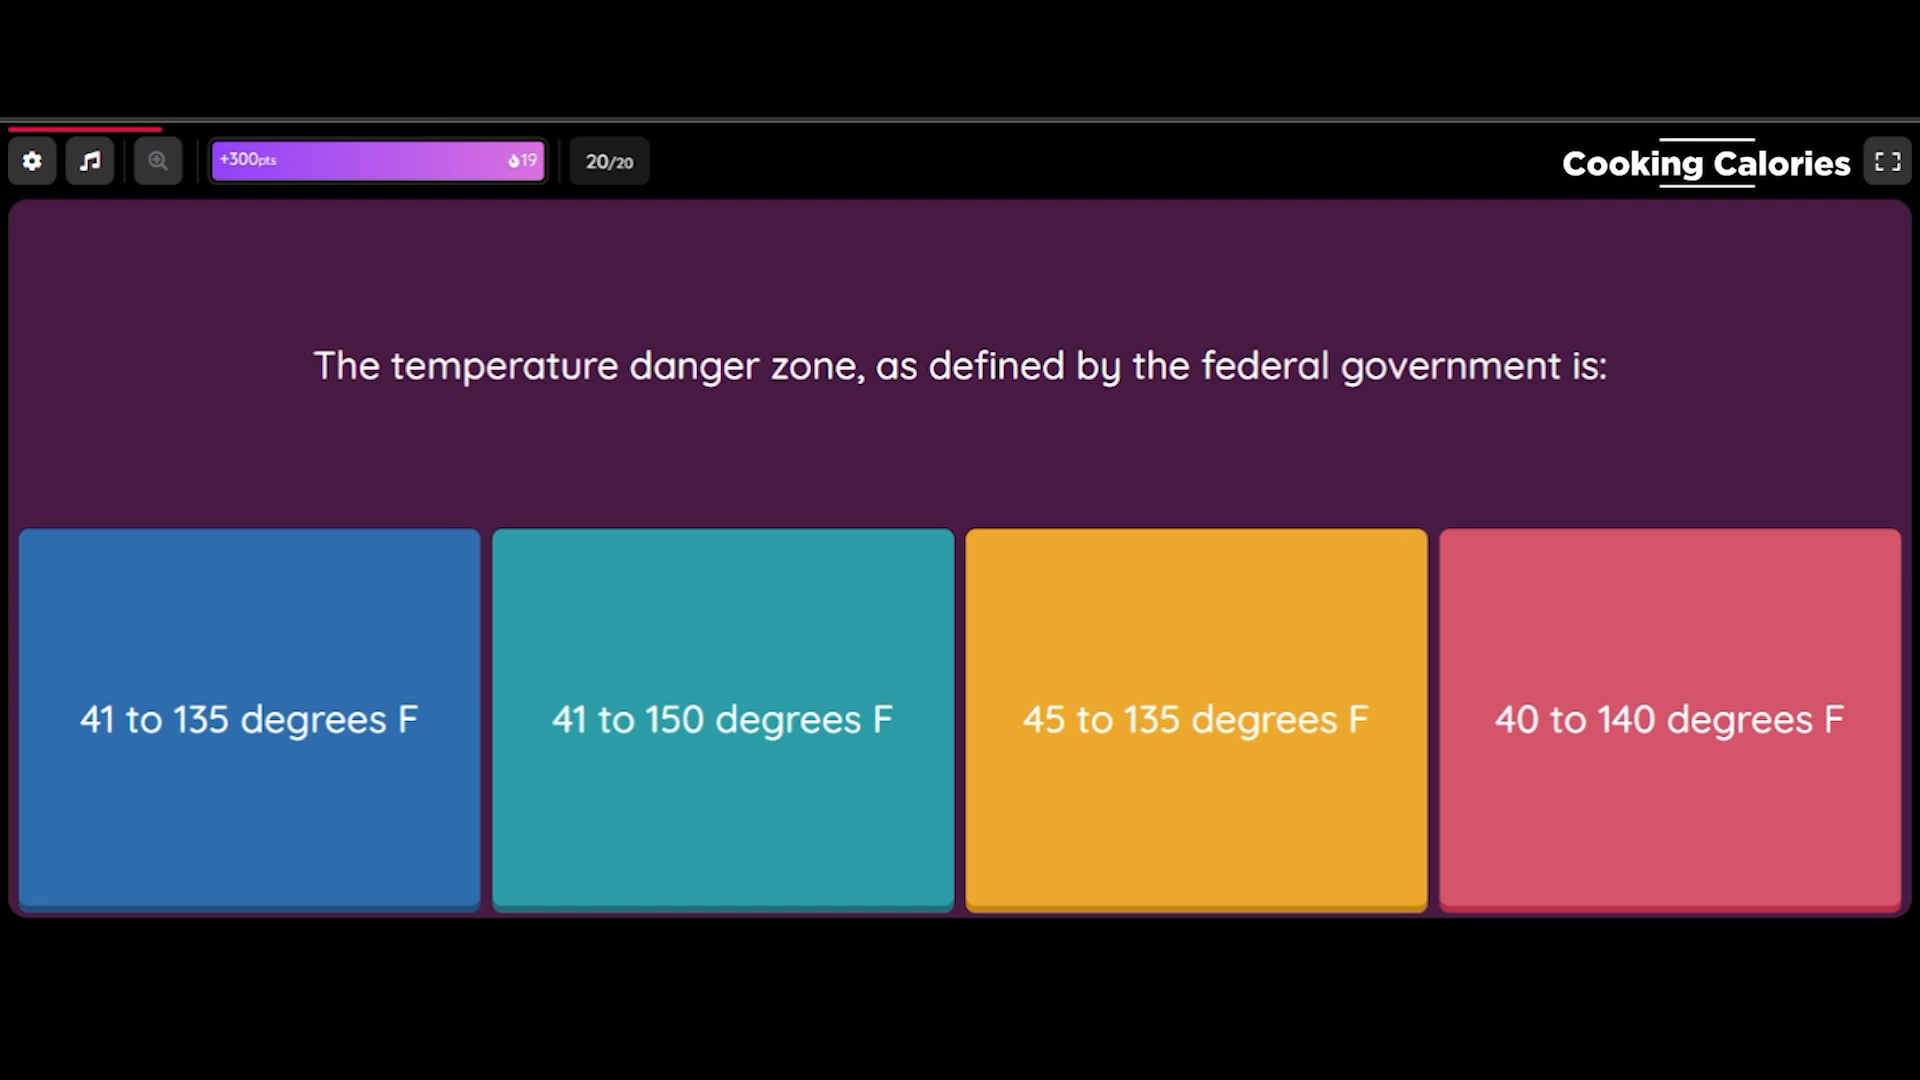 +300pts
19
20/20
Cooking Calories
The temperature danger zone, as defined by the federal government is:
41 to 135 degrees F
41 to 150 degrees F
45 to 135 degrees F
40 to 140 degrees F